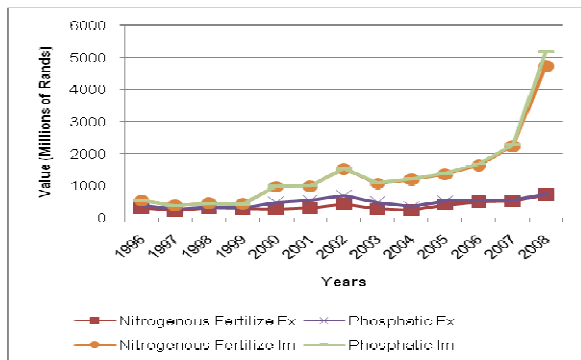 6000
5000
4000
3000
2000
1000
0
Value (Millions of Rands)
1996 1997 1998 1999 2000 2001 2002 2003 2004 2005 2006 2007 2008
Years
Nitrogenous Fertilize Ex Phosphatic Ex
Nitrogenous Fertilize Im Phosphatic Im